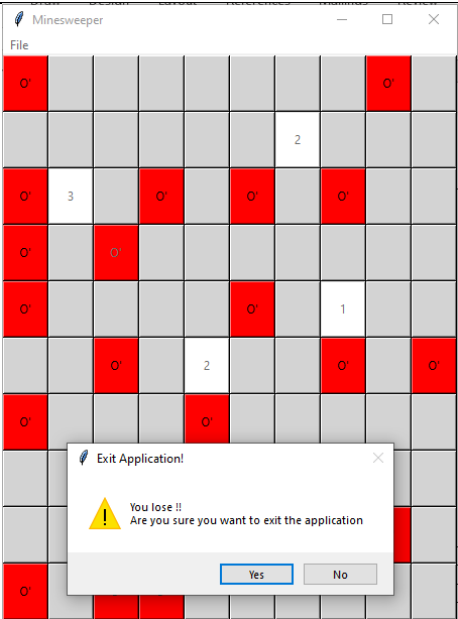 Minesweeper
File
O' O'
2
O' 3 O' O' O'
O' O'
O' O' 1
O' 2 O' O'
O' O'
Exit Application!
You lose !!
Are you sure you want to exit the application
Yes No
O'